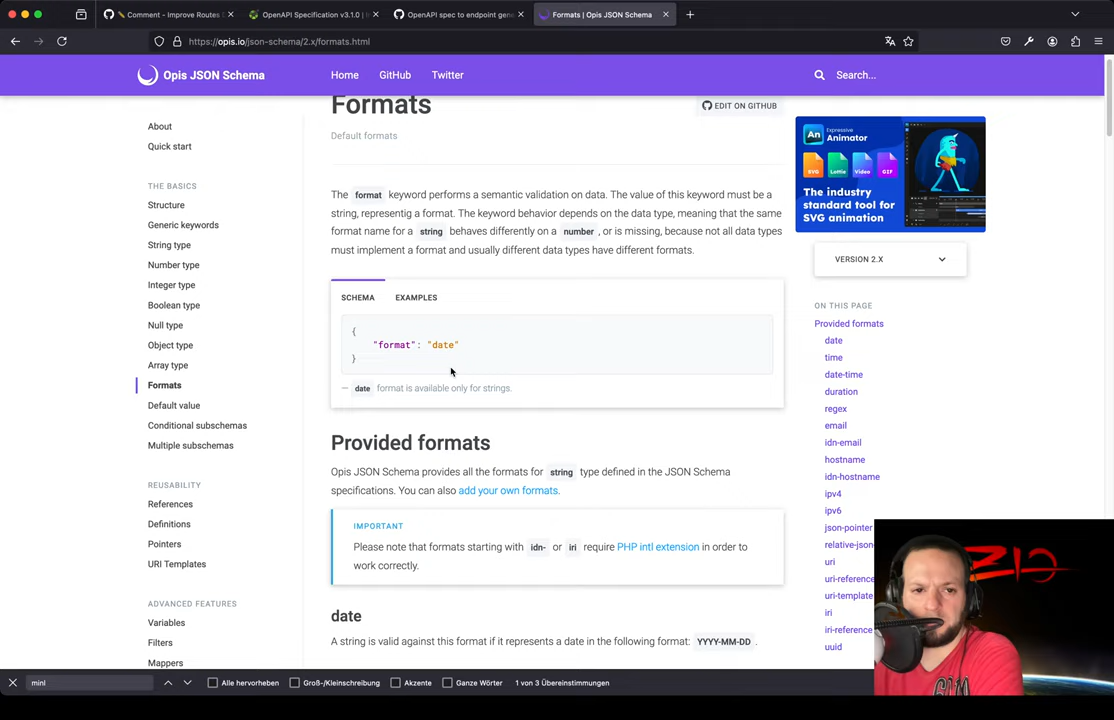 Comment - Improve Routes
OpenAPI Specification v3.1.0 | I
OpenAPI spec to endpoint gene
Formats | Opis JSON Schema
https://opis.io/json-schema/2.x/formats.html
Opis JSON Schema
Home
GitHub
Twitter
Search...
About
Quick start
THE BASICS
Structure
Generic keywords
String type
Number type
Integer type
Boolean type
Null type
Object type
Array type
Formats
Default value
Conditional subschemas
Multiple subschemas
REUSABILITY
References
Definitions
Pointers
URI Templates
ADVANCED FEATURES
Variables
Filters
Mappers
Formats
EDIT ON GITHUB
Default formats
The format keyword performs a semantic validation on data. The value of this keyword must be a
string, representig a format. The keyword behavior depends on the data type, meaning that the same
format name for a string behaves differently on a number , or is missing, because not all data types
must implement a format and usually different data types have different formats.
SCHEMA
EXAMPLES
{
"format": "date"
}
— date format is available only for strings.
Provided formats
Opis JSON Schema provides all the formats for string type defined in the JSON Schema
specifications. You can also add your own formats.
IMPORTANT
Please note that formats starting with idn- or iri require PHP intl extension in order to
work correctly.
date
A string is valid against this format if it represents a date in the following format: YYYY-MM-DD .
An
Expressive
Animator
SVG
Lottie
Video
GIF
The industry
standard tool for
SVG animation
VERSION 2.X
ON THIS PAGE
Provided formats
date
time
date-time
duration
regex
email
idn-email
hostname
idn-hostname
ipv4
ipv6
json-pointer
relative-json
uri
uri-reference
uri-template
iri
iri-reference
uuid
minl
Alle hervorheben
Groß-/Kleinschreibung
Akzente
Ganze Wörter
1 von 3 Übereinstimmungen